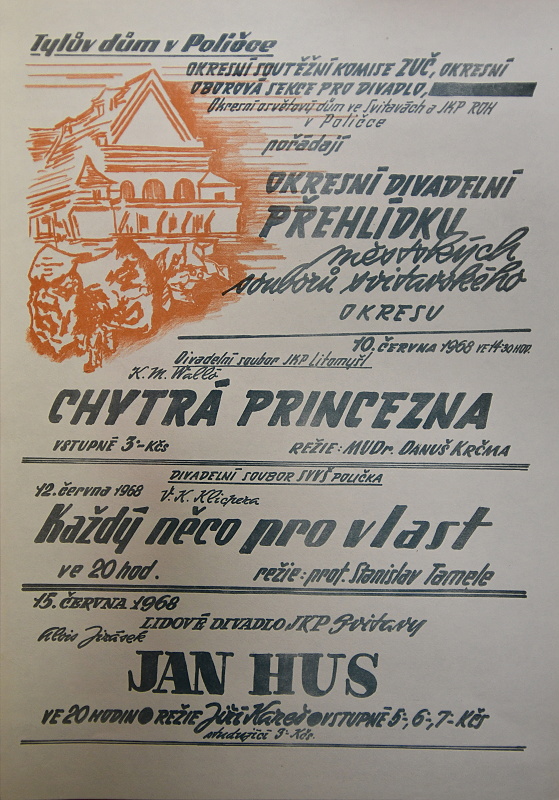 Tylův dům v Poličce
OKRESNÍ SOUTĚŽNÍ KOMISE ZUČ, OKRESNÍ
OBOROVÁ SEKCE PRO DIVADLO,
Okresní osvětový dům ve Svitavách a JKP ROH
v Poličce
pořádají
OKRESNÍ DIVADELNÍ
PŘEHLÍDKU
městských
souborů svitavského
OKRESU
10. ČERVNA 1968 VE 14·30 HOD.
Divadelní soubor JKP Litomyšl
K. M. Walló
CHYTRÁ PRINCEZNA
VSTUPNÉ 3·-Kčs REŽIE: MUDr. DANUŠ KRČMA
DIVADELNÍ SOUBOR SVVŠ POLIČKA
12. června 1968 V. K. Klicpera
Každý něco pro vlast
ve 20 hod. režie: prof. Stanislav Tamele
15. ČERVNA 1968
LIDOVÉ DIVADLO JKP Svitavy
Alois Jirásek
JAN HUS
VE 20 HODIN ● REŽIE Jiří Kareš ● VSTUPNÉ 5·-, 6·-, 7·- Kčs
studující 3·- Kčs.